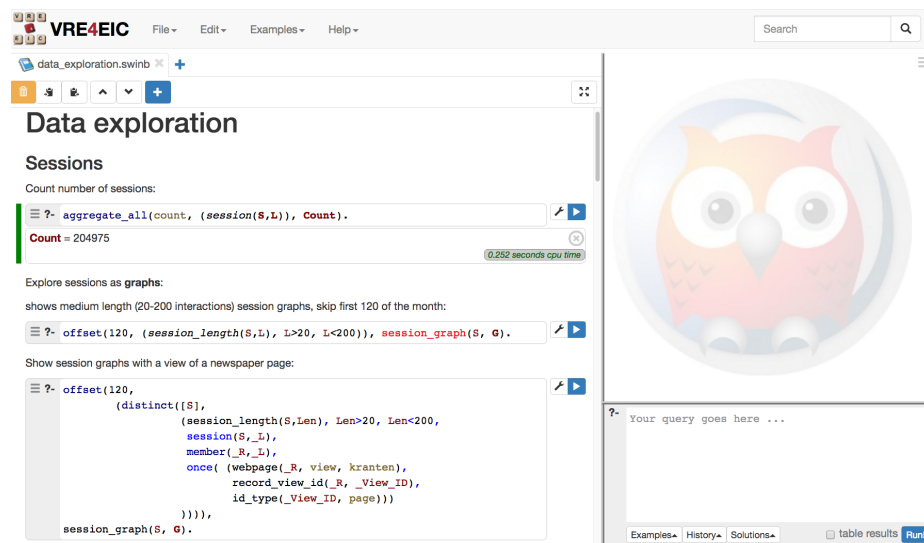 VRE
VRE4EIC File Edit Examples Help Search
EIC
data_exploration.swinb
Data exploration
Sessions
Count number of sessions:
?- aggregate_all(count, (session(S,L)), Count).
Count = 204975
0.252 seconds cpu time
Explore sessions as graphs:
shows medium length (20-200 interactions) session graphs, skip first 120 of the month:
?- offset(120, (session_length(S,L), L>20, L<200)), session_graph(S, G).
Show session graphs with a view of a newspaper page:
?- offset(120,
(distinct([S],
(session_length(S,Len), Len>20, Len<200,
session(S,_L),
member(_R,_L),
once( (webpage(_R, view, kranten),
record_view_id(_R, _View_ID),
id_type(_View_ID, page)))
)))),
session_graph(S, G).
?- Your query goes here ...
Examples History Solutions table results Run